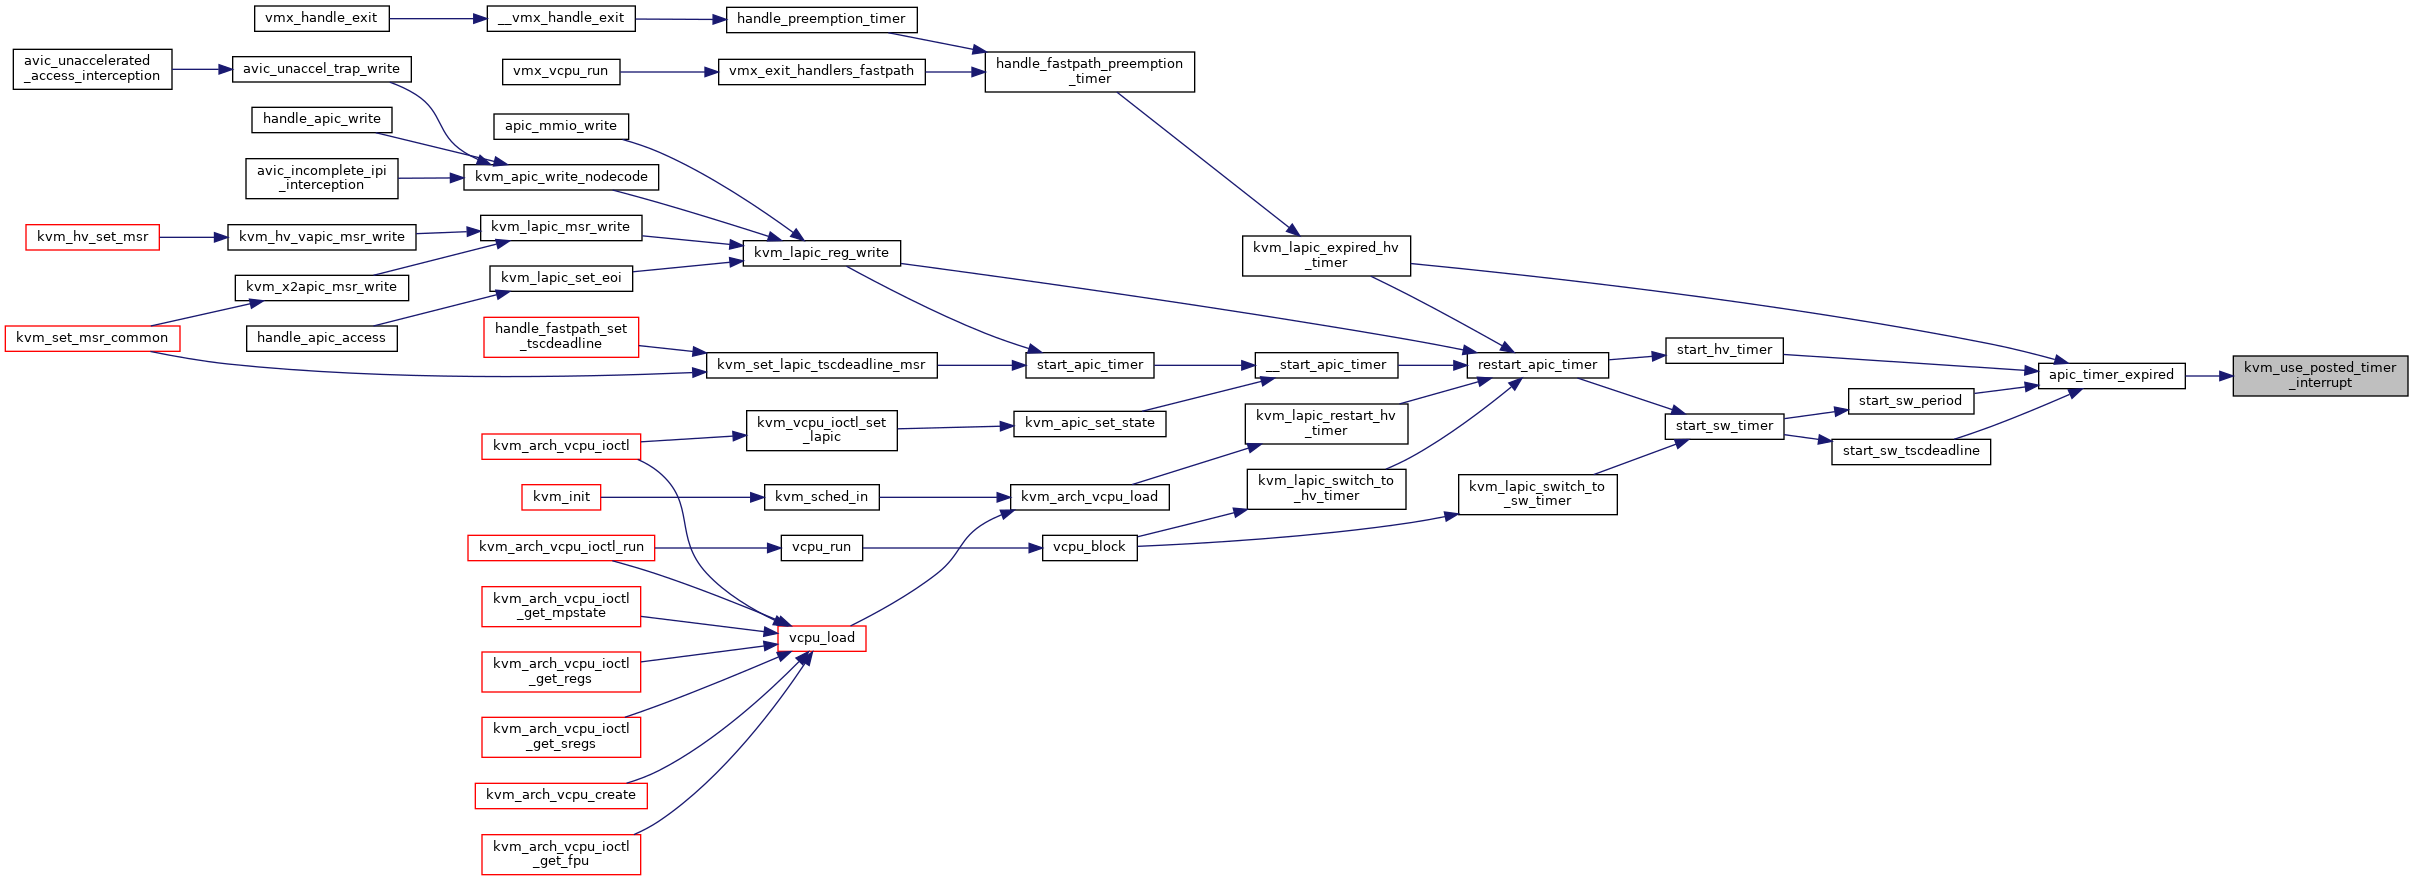 vmx_handle_exit
__vmx_handle_exit
handle_preemption_timer
avic_unaccelerated
_access_interception
avic_unaccel_trap_write
vmx_vcpu_run
vmx_exit_handlers_fastpath
handle_fastpath_preemption
_timer
handle_apic_write
apic_mmio_write
avic_incomplete_ipi
_interception
kvm_apic_write_nodecode
kvm_hv_set_msr
kvm_hv_vapic_msr_write
kvm_lapic_msr_write
kvm_lapic_reg_write
kvm_lapic_expired_hv
_timer
kvm_x2apic_msr_write
kvm_lapic_set_eoi
kvm_set_msr_common
handle_apic_access
handle_fastpath_set
_tscdeadline
kvm_set_lapic_tscdeadline_msr
start_apic_timer
__start_apic_timer
restart_apic_timer
start_hv_timer
apic_timer_expired
kvm_use_posted_timer
_interrupt
start_sw_period
kvm_arch_vcpu_ioctl
kvm_vcpu_ioctl_set
_lapic
kvm_apic_set_state
kvm_lapic_restart_hv
_timer
start_sw_timer
start_sw_tscdeadline
kvm_init
kvm_sched_in
kvm_arch_vcpu_load
kvm_lapic_switch_to
_hv_timer
kvm_lapic_switch_to
_sw_timer
kvm_arch_vcpu_ioctl_run
vcpu_run
vcpu_block
kvm_arch_vcpu_ioctl
_get_mpstate
vcpu_load
kvm_arch_vcpu_ioctl
_get_regs
kvm_arch_vcpu_ioctl
_get_sregs
kvm_arch_vcpu_create
kvm_arch_vcpu_ioctl
_get_fpu